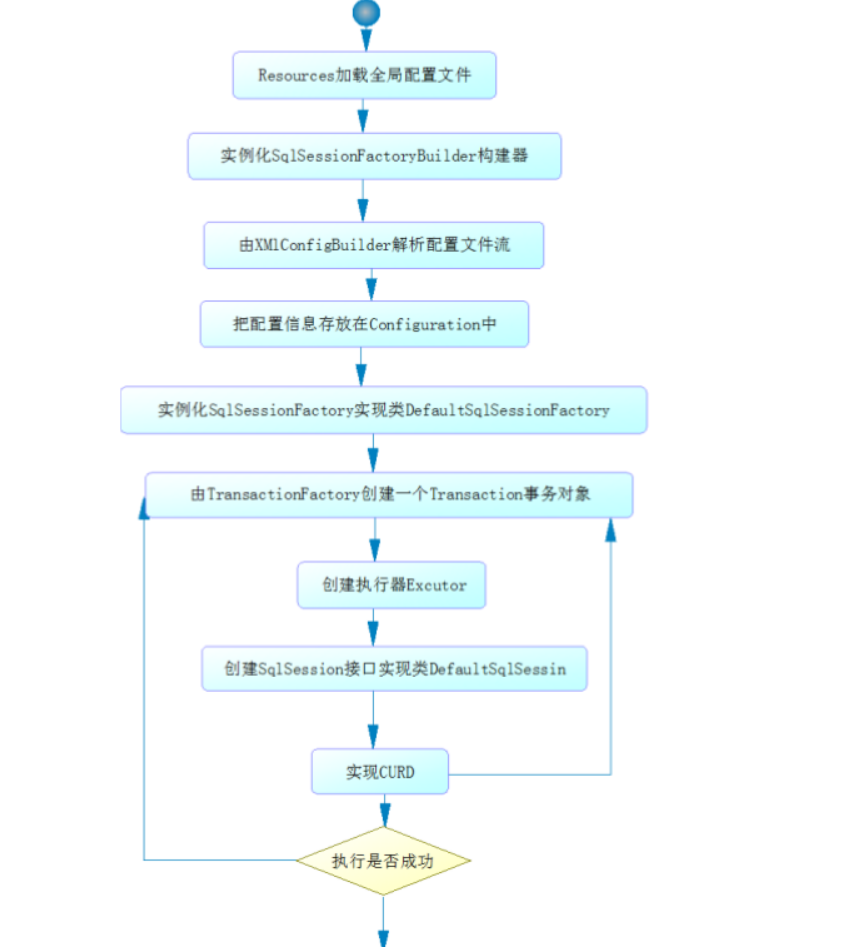 Resources加载全局配置文件
实例化SqlSessionFactoryBuilder构建器
由XMlConfigBuilder解析配置文件流
把配置信息存放在Configuration中
实例化SqlSessionFactory实现类DefaultSqlSessionFactory
由TransactionFactory创建一个Transaction事务对象
创建执行器Excutor
创建SqlSession接口实现类DefaultSqlSessin
实现CURD
执行是否成功